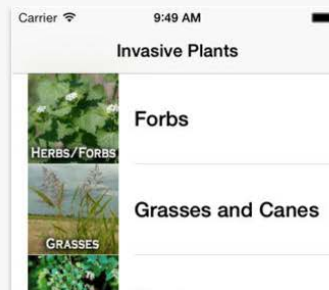 Carrier 9:49 AM
Invasive Plants
Forbs
HERBS/FORBS
Grasses and Canes
GRASSES